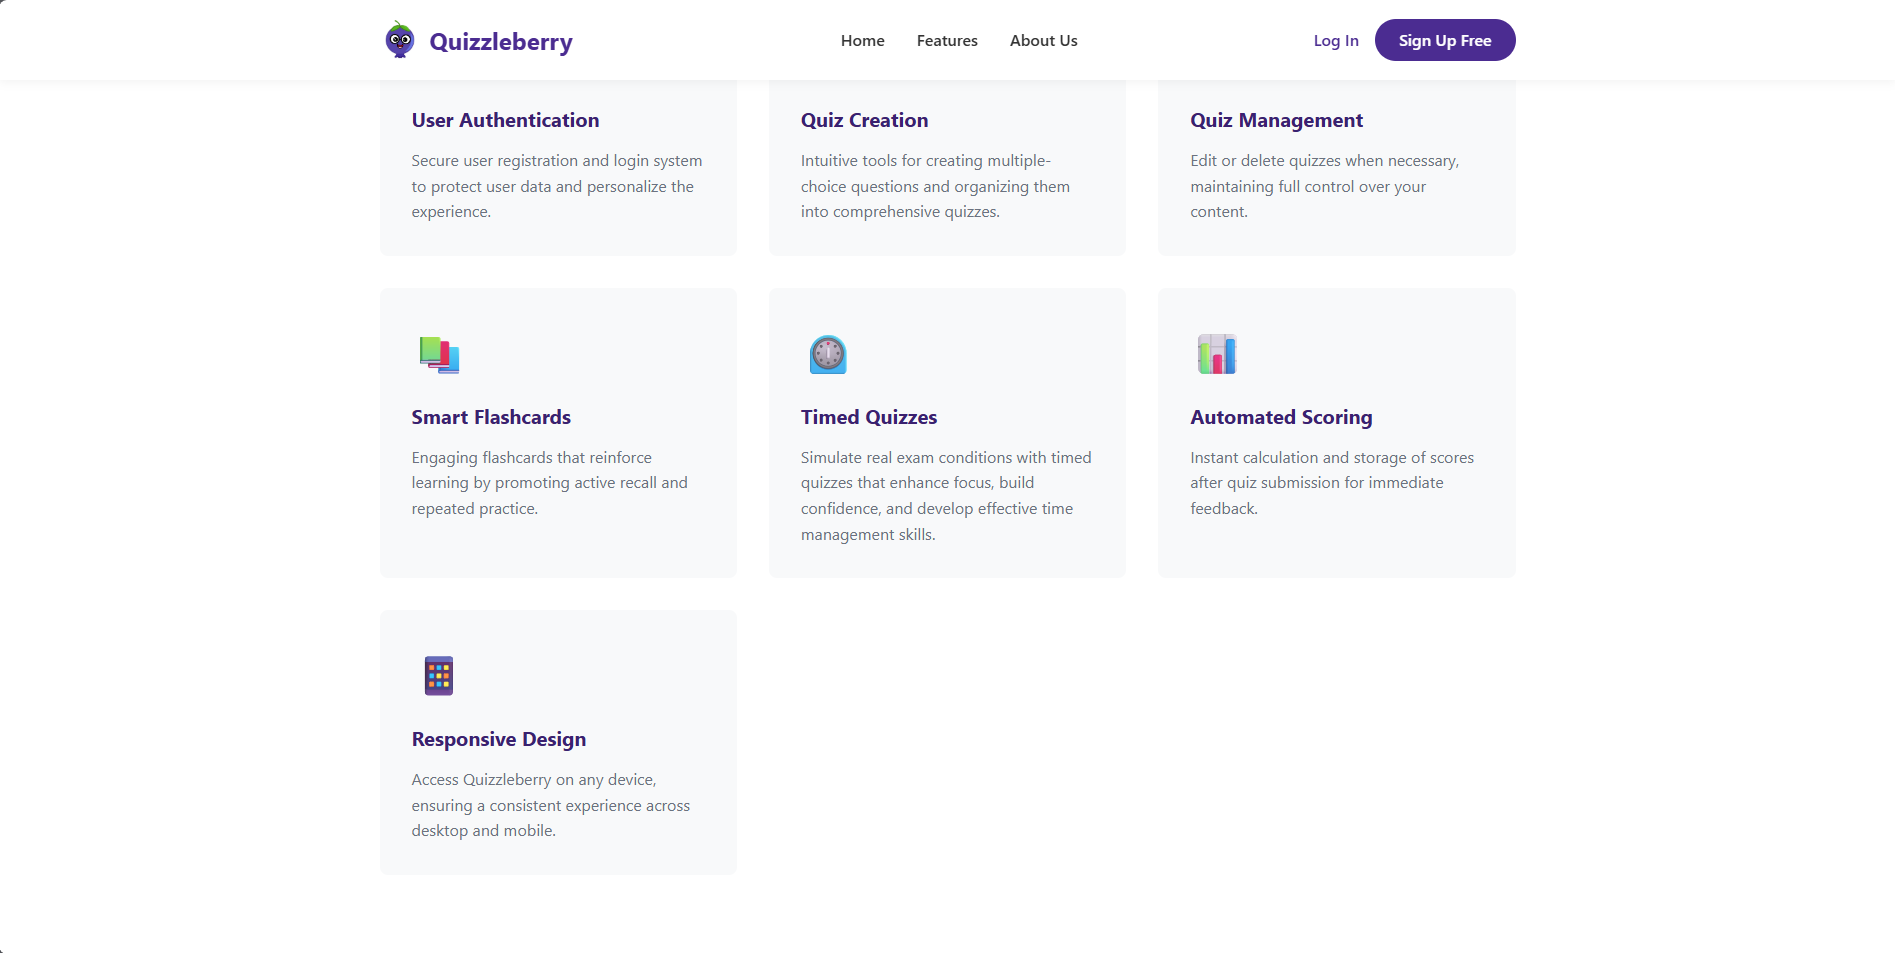 Quizzleberry
Home
Features
About Us
Log In
Sign Up Free
User Authentication
Secure user registration and login system
to protect user data and personalize the
experience.
Quiz Creation
Intuitive tools for creating multiple-
choice questions and organizing them
into comprehensive quizzes.
Quiz Management
Edit or delete quizzes when necessary,
maintaining full control over your
content.
Smart Flashcards
Engaging flashcards that reinforce
learning by promoting active recall and
repeated practice.
Timed Quizzes
Simulate real exam conditions with timed
quizzes that enhance focus, build
confidence, and develop effective time
management skills.
Automated Scoring
Instant calculation and storage of scores
after quiz submission for immediate
feedback.
Responsive Design
Access Quizzleberry on any device,
ensuring a consistent experience across
desktop and mobile.